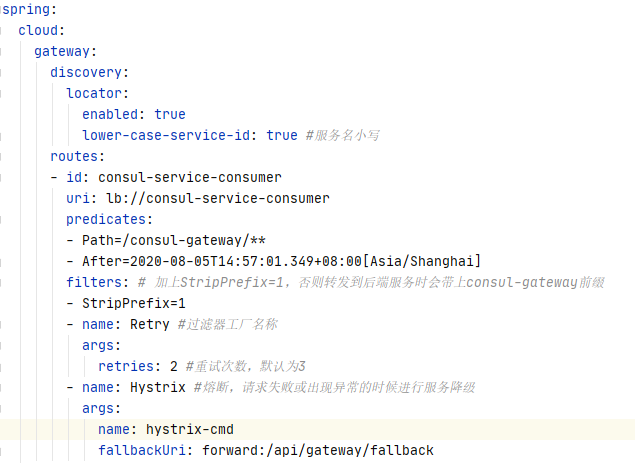 spring:
  cloud:
    gateway:
      discovery:
        locator:
          enabled: true
          lower-case-service-id: true #服务名小写
      routes:
      - id: consul-service-consumer
        uri: lb://consul-service-consumer
        predicates:
        - Path=/consul-gateway/**
        - After=2020-08-05T14:57:01.349+08:00[Asia/Shanghai]
        filters: # 加上StripPrefix=1，否则转发到后端服务时会带上consul-gateway前缀
        - StripPrefix=1
        - name: Retry #过滤器工厂名称
          args:
            retries: 2 #重试次数，默认为3
        - name: Hystrix #熔断，请求失败或出现异常的时候进行服务降级
          args:
            name: hystrix-cmd
            fallbackUri: forward:/api/gateway/fallback